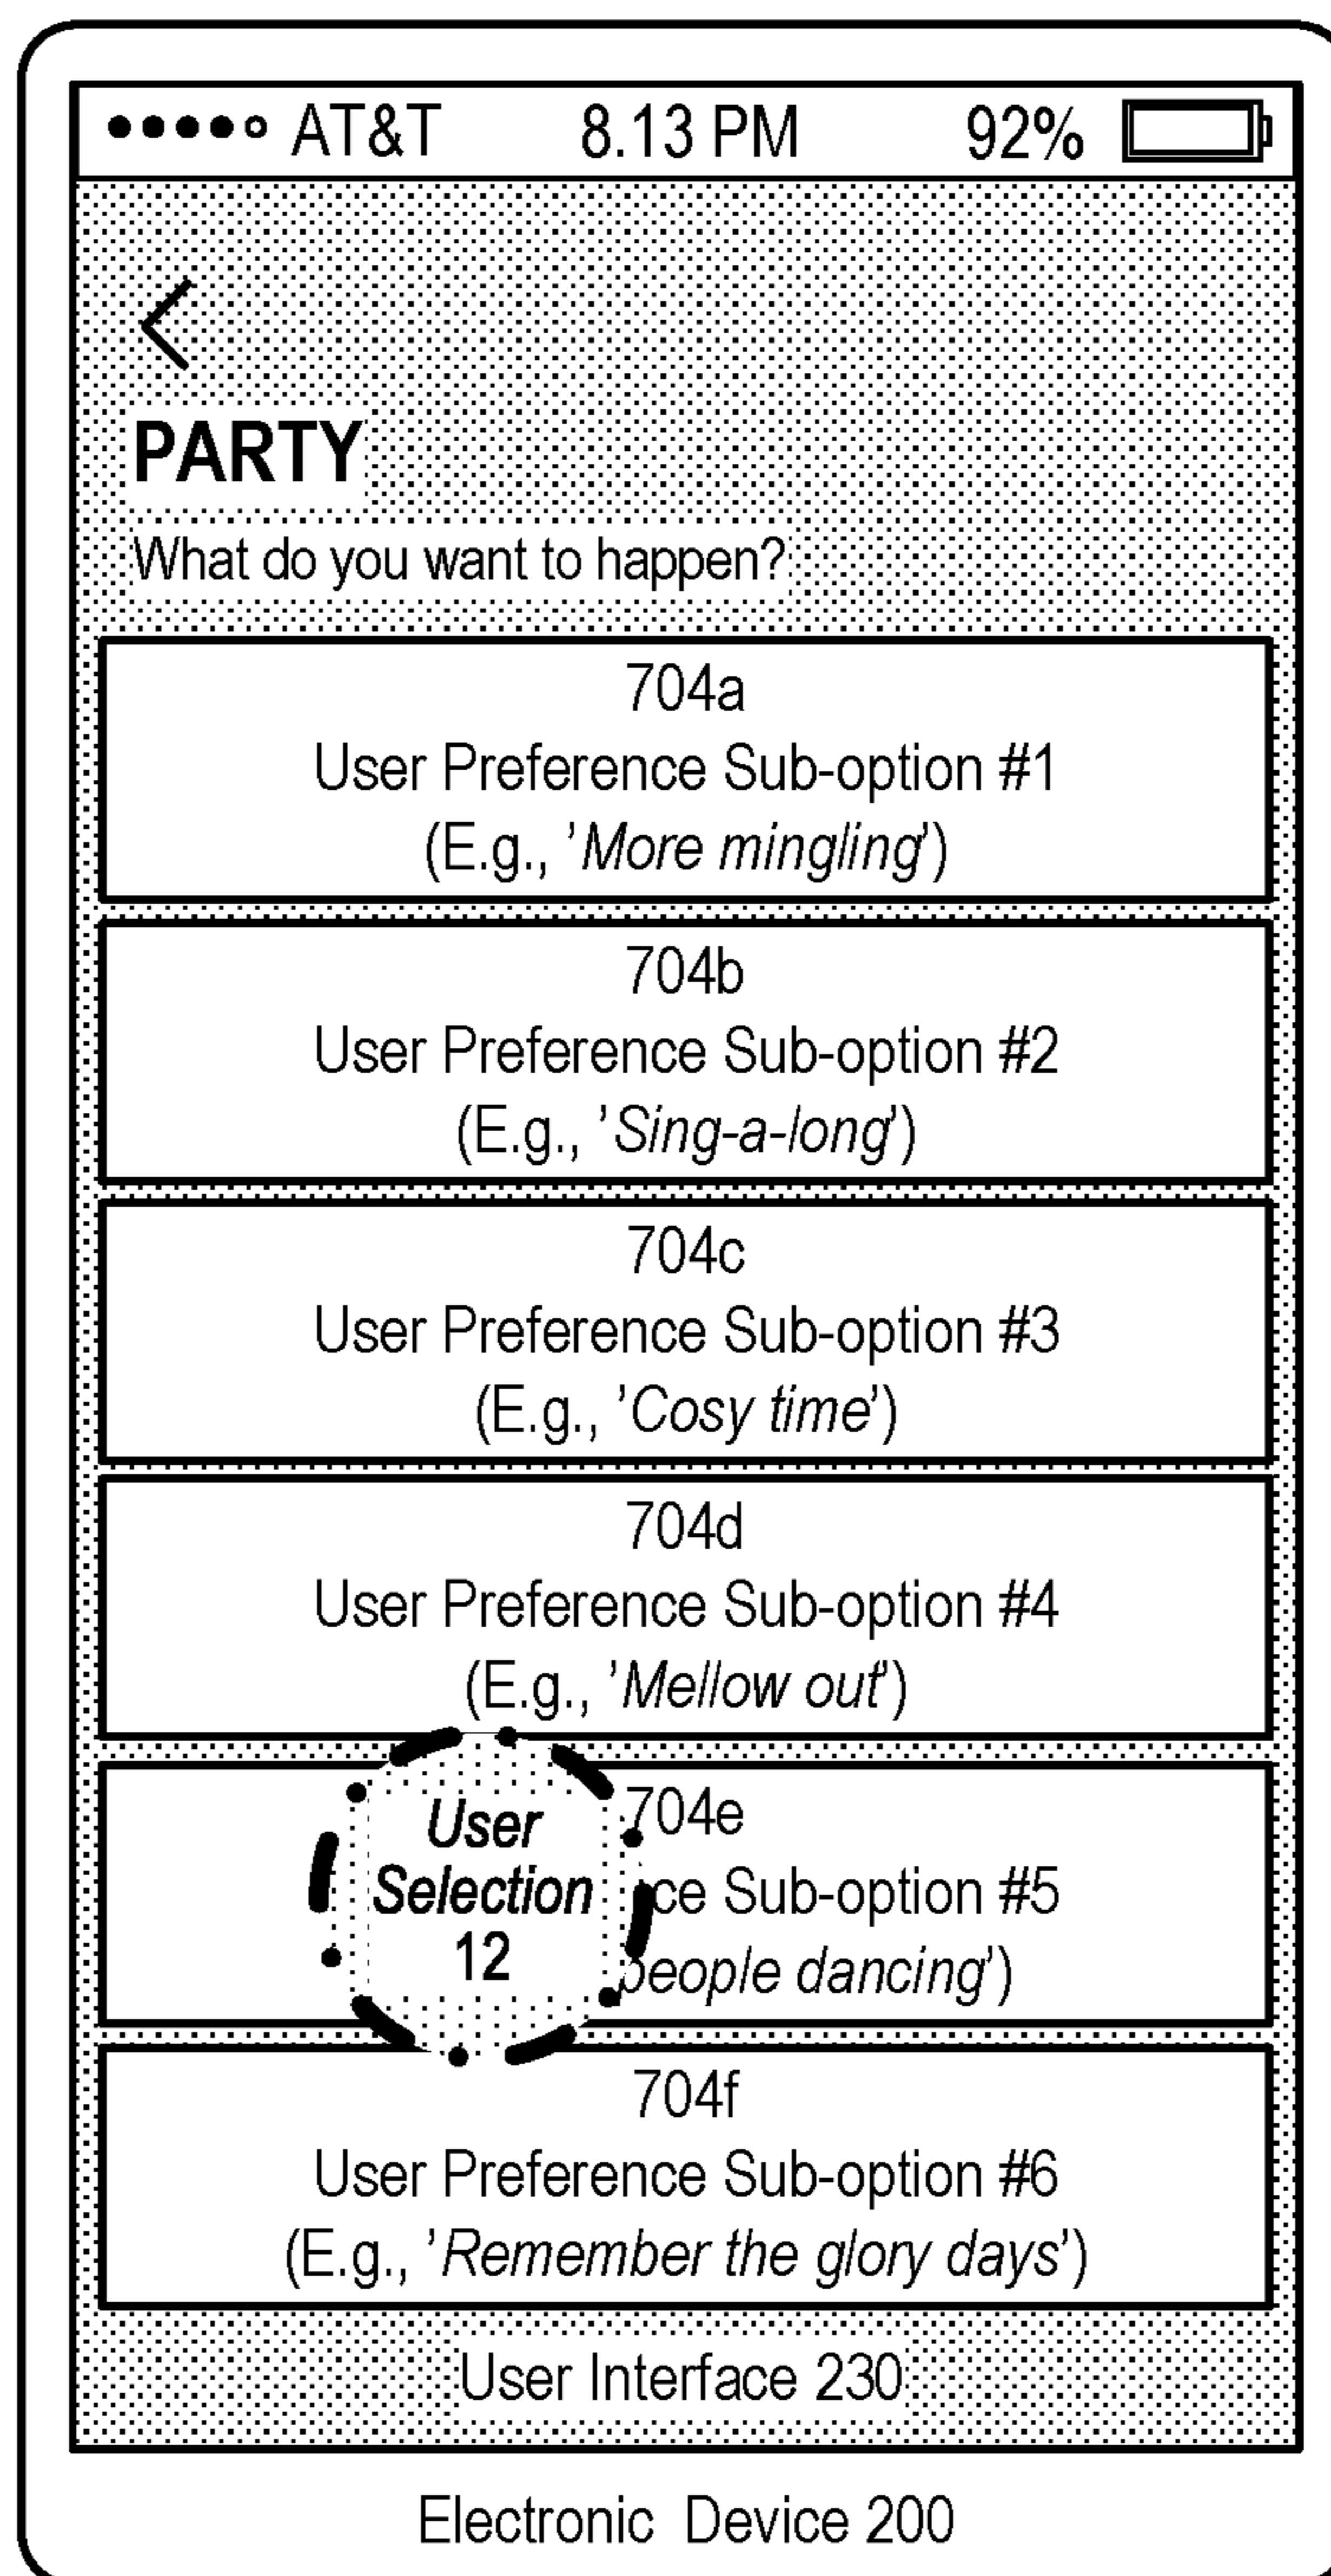 AT&T 8.13 PM 92%
PARTY
What do you want to happen?
704a
User Preference Sub-option #1
(E.g., 'More mingling')
704b
User Preference Sub-option #2
(E.g., 'Sing-a-long')
704c
User Preference Sub-option #3
(E.g., 'Cosy time')
704d
User Preference Sub-option #4
(E.g., 'Mellow out')
704e
Sub-option #5
people dancing')
User
Selection
12
704f
User Preference Sub-option #6
(E.g., 'Remember the glory days')
User Interface 230
Electronic Device 200